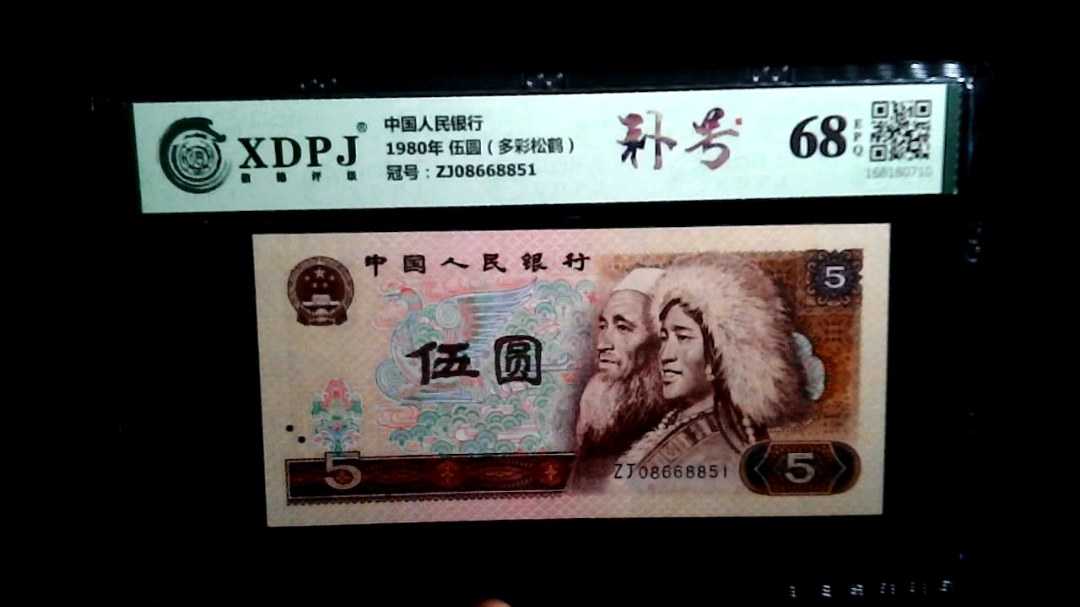 XDPJ®
中国人民银行
1980年 伍圆（多彩松鹤）
冠号：ZJ08668851
补号
68
EPQ
168180710
中国人民银行
5
伍圆
5
ZJ08668851
5